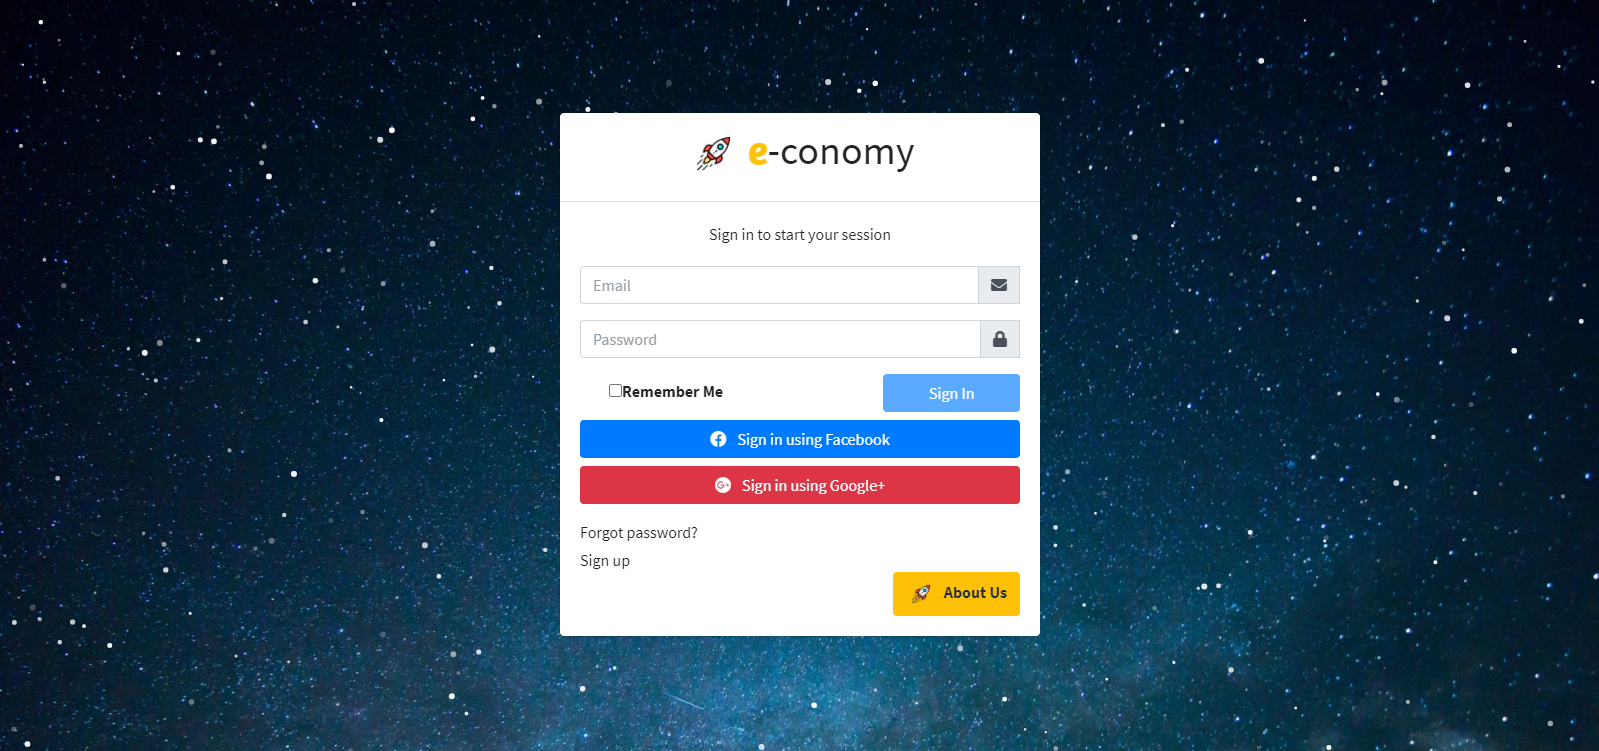 e-conomy
Sign in to start your session
Email
Password
Remember Me
Sign In
Sign in using Facebook
Sign in using Google+
Forgot password?
Sign up
About Us